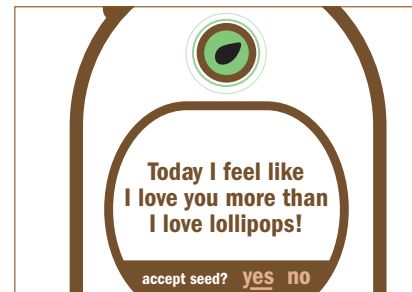 Today I feel like
I love you more than
I love lollipops!
accept seed? yes no